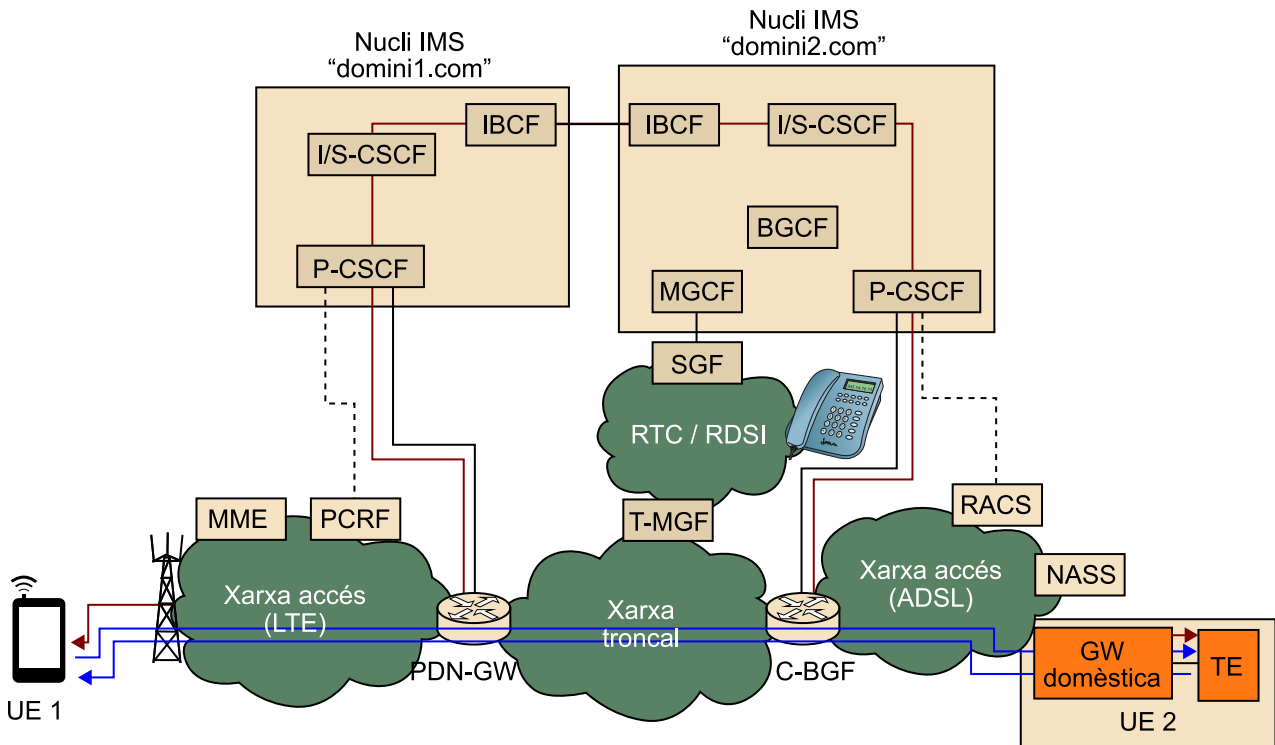 Nucli IMS
“domini1.com”
Nucli IMS
“domini2.com”
IBCF
IBCF
I/S-CSCF
I/S-CSCF
BGCF
P-CSCF
MGCF
P-CSCF
SGF
RTC / RDSI
MME
PCRF
T-MGF
RACS
NASS
Xarxa accés
(LTE)
Xarxa
troncal
Xarxa accés
(ADSL)
PDN-GW
C-BGF
GW
domèstica
TE
UE 1
UE 2